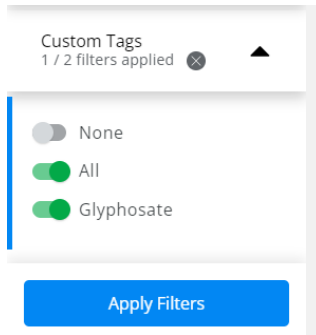 Custom Tags
1 / 2 filters applied
None
All
Glyphosate
Apply Filters